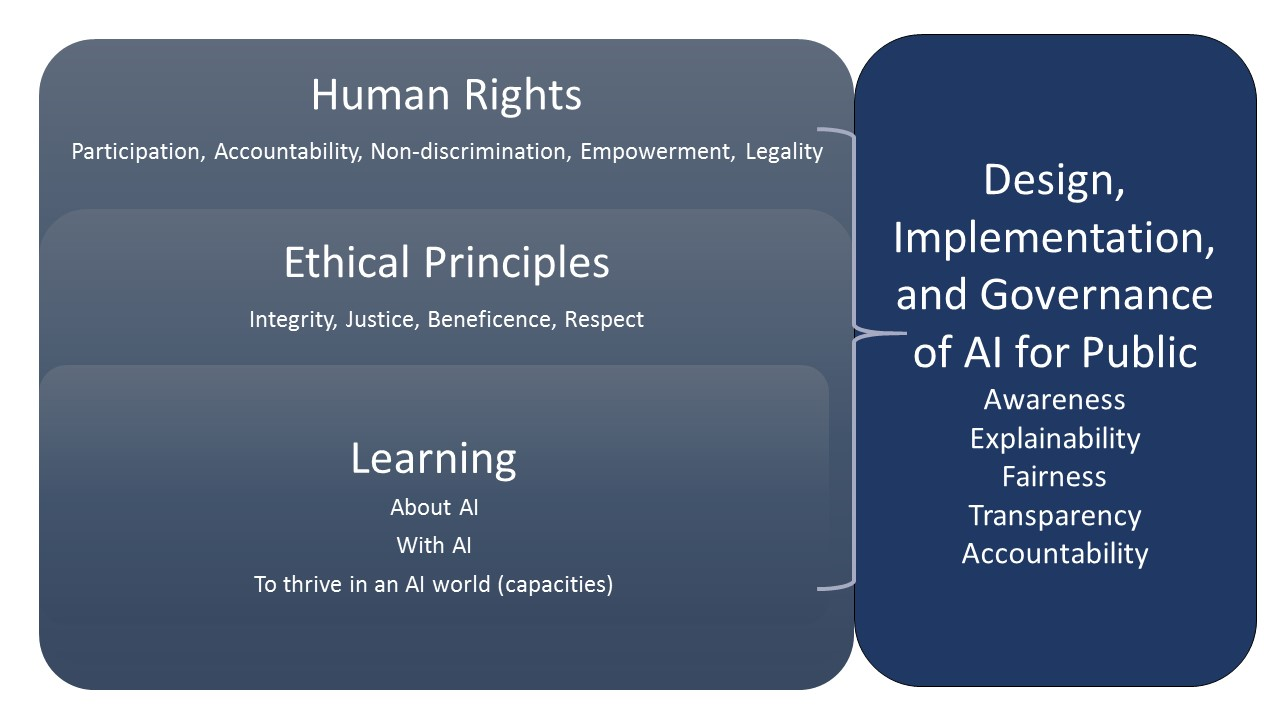 Human Rights
Participation, Accountability, Non-discrimination, Empowerment, Legality
Ethical Principles
Integrity, Justice, Beneficence, Respect
Learning
About AI
With AI
To thrive in an AI world (capacities)
Design,
Implementation,
and Governance
of AI for Public
Awareness
Explainability
Fairness
Transparency
Accountability